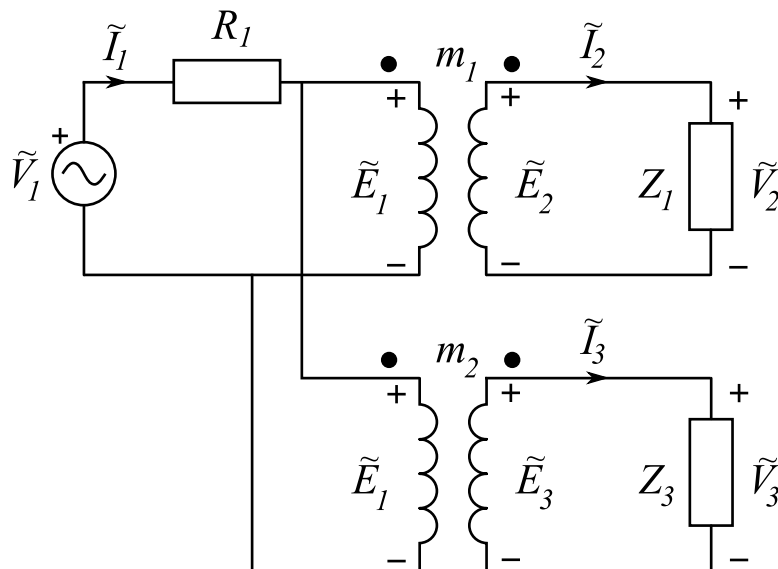 R₁
Ĩ₁
m₁
Ĩ₂
+ + + +
Ṽ₁
Ẽ₁
Ẽ₂
Z₁
Ṽ₂
− − −
Ĩ₃
m₂
+ + +
Ẽ₁
Ẽ₃
Z₃
Ṽ₃
− − −